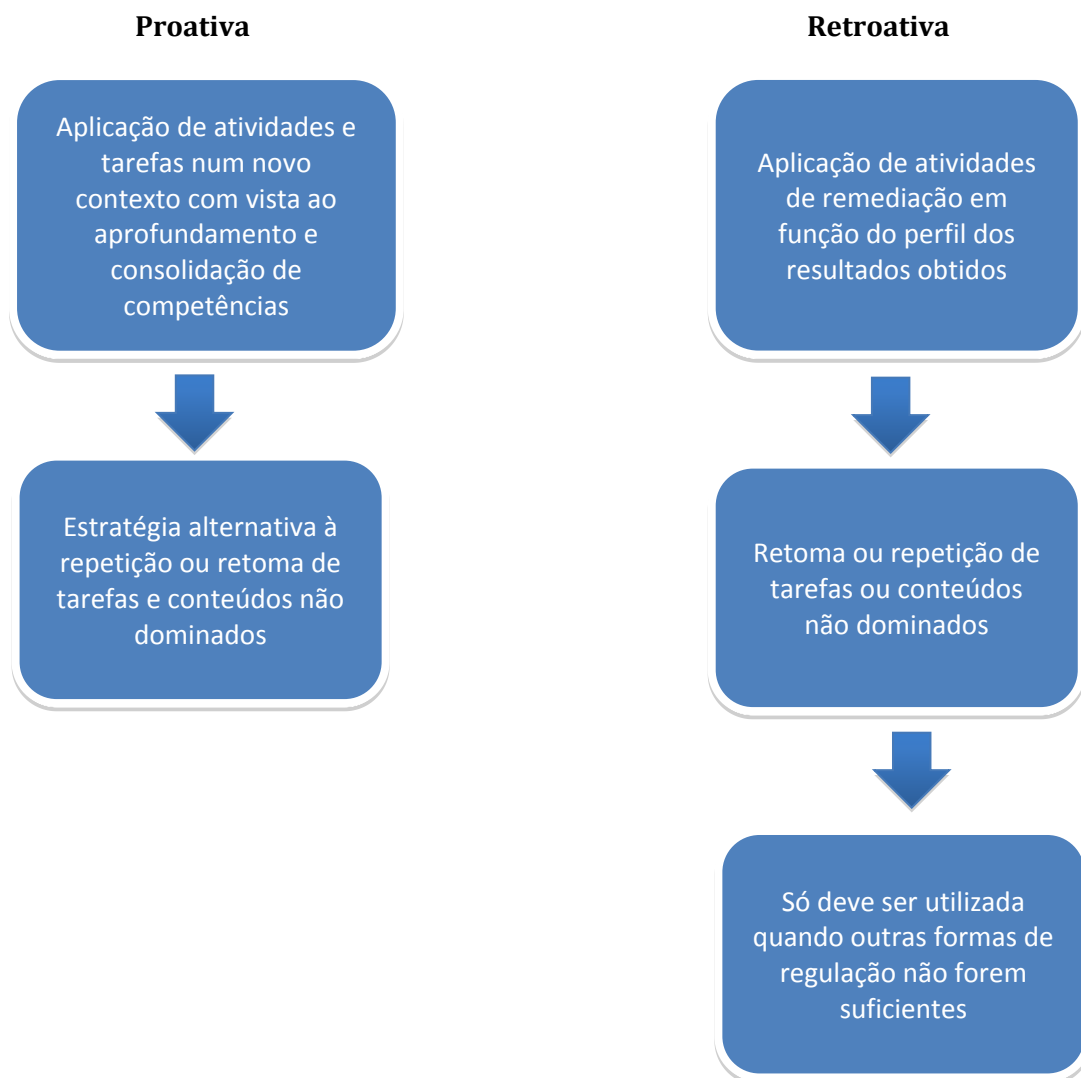 Proativa
Aplicação de atividades e
tarefas num novo
contexto com vista ao
aprofundamento e
consolidação de
competências
Estratégia alternativa à
repetição ou retoma de
tarefas e conteúdos não
dominados
Retroativa
Aplicação de atividades
de remediação em
função do perfil dos
resultados obtidos
Retoma ou repetição de
tarefas ou conteúdos
não dominados
Só deve ser utilizada
quando outras formas de
regulação não forem
suficientes